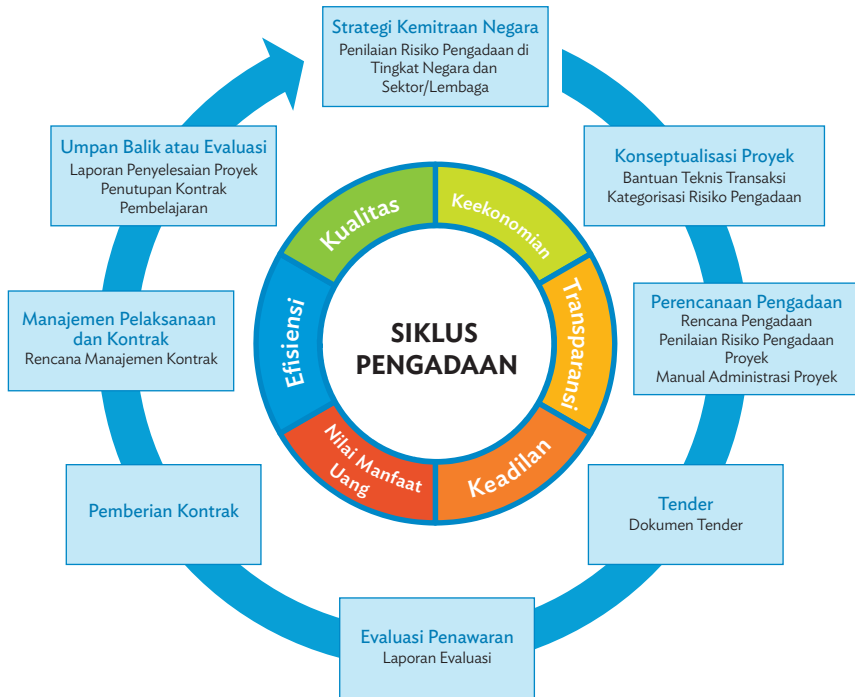 Strategi Kemitraan Negara
Penilaian Risiko Pengadaan di
Tingkat Negara dan
Sektor/Lembaga
Konseptualisasi Proyek
Bantuan Teknis Transaksi
Kategorisasi Risiko Pengadaan
Perencanaan Pengadaan
Rencana Pengadaan
Penilaian Risiko Pengadaan
Proyek
Manual Administrasi Proyek
Tender
Dokumen Tender
Evaluasi Penawaran
Laporan Evaluasi
Pemberian Kontrak
Manajemen Pelaksanaan
dan Kontrak
Rencana Manajemen Kontrak
Umpan Balik atau Evaluasi
Laporan Penyelesaian Proyek
Penutupan Kontrak
Pembelajaran
SIKLUS
PENGADAAN
Keekonomian
Transparansi
Keadilan
Nilai Manfaat
Uang
Efisiensi
Kualitas